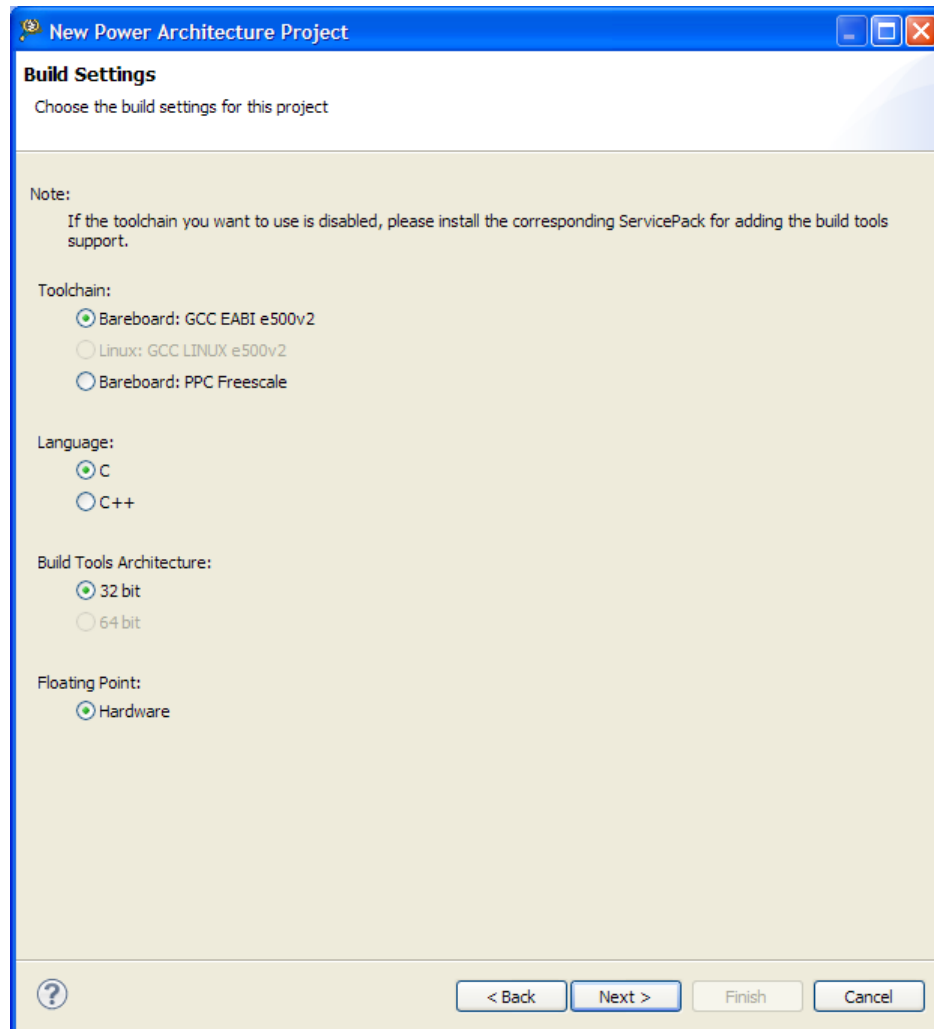 New Power Architecture Project
Build Settings
Choose the build settings for this project
Note:
If the toolchain you want to use is disabled, please install the corresponding ServicePack for adding the build tools
support.
Toolchain:
Bareboard: GCC EABI e500v2
Linux: GCC LINUX e500v2
Bareboard: PPC Freescale
Language:
C
C++
Build Tools Architecture:
32 bit
64 bit
Floating Point:
Hardware
? < Back Next > Finish Cancel